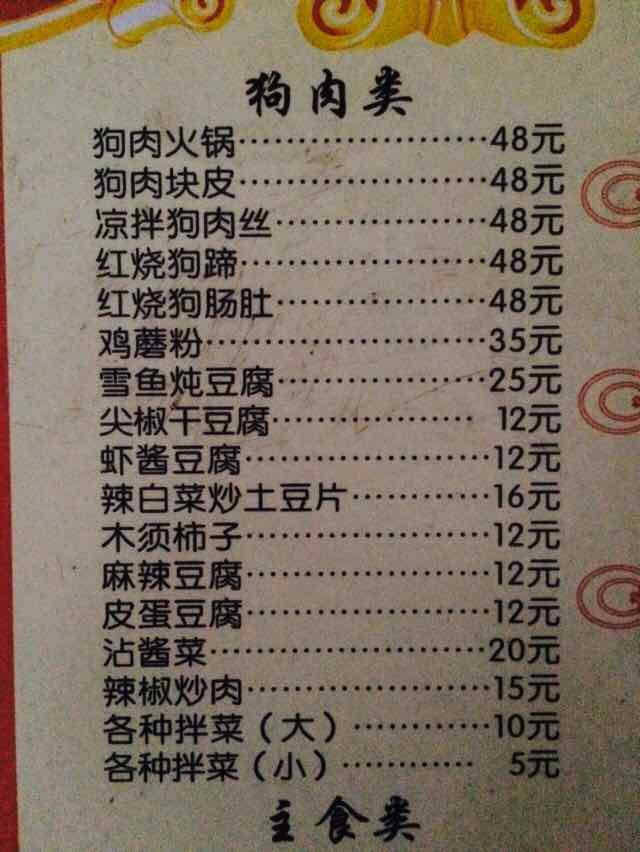 狗肉类
狗肉火锅·····················48元
狗肉块皮·····················48元
凉拌狗肉丝··················48元
红烧狗蹄·····················48元
红烧狗肠肚··················48元
鸡蘑粉························35元
雪鱼炖豆腐··················25元
尖椒干豆腐··················12元
虾酱豆腐·····················12元
辣白菜炒土豆片············16元
木须柿子·····················12元
麻辣豆腐·····················12元
皮蛋豆腐·····················12元
沾酱菜························20元
辣椒炒肉·····················15元
各种拌菜（大）············10元
各种拌菜（小）············5元
主食类